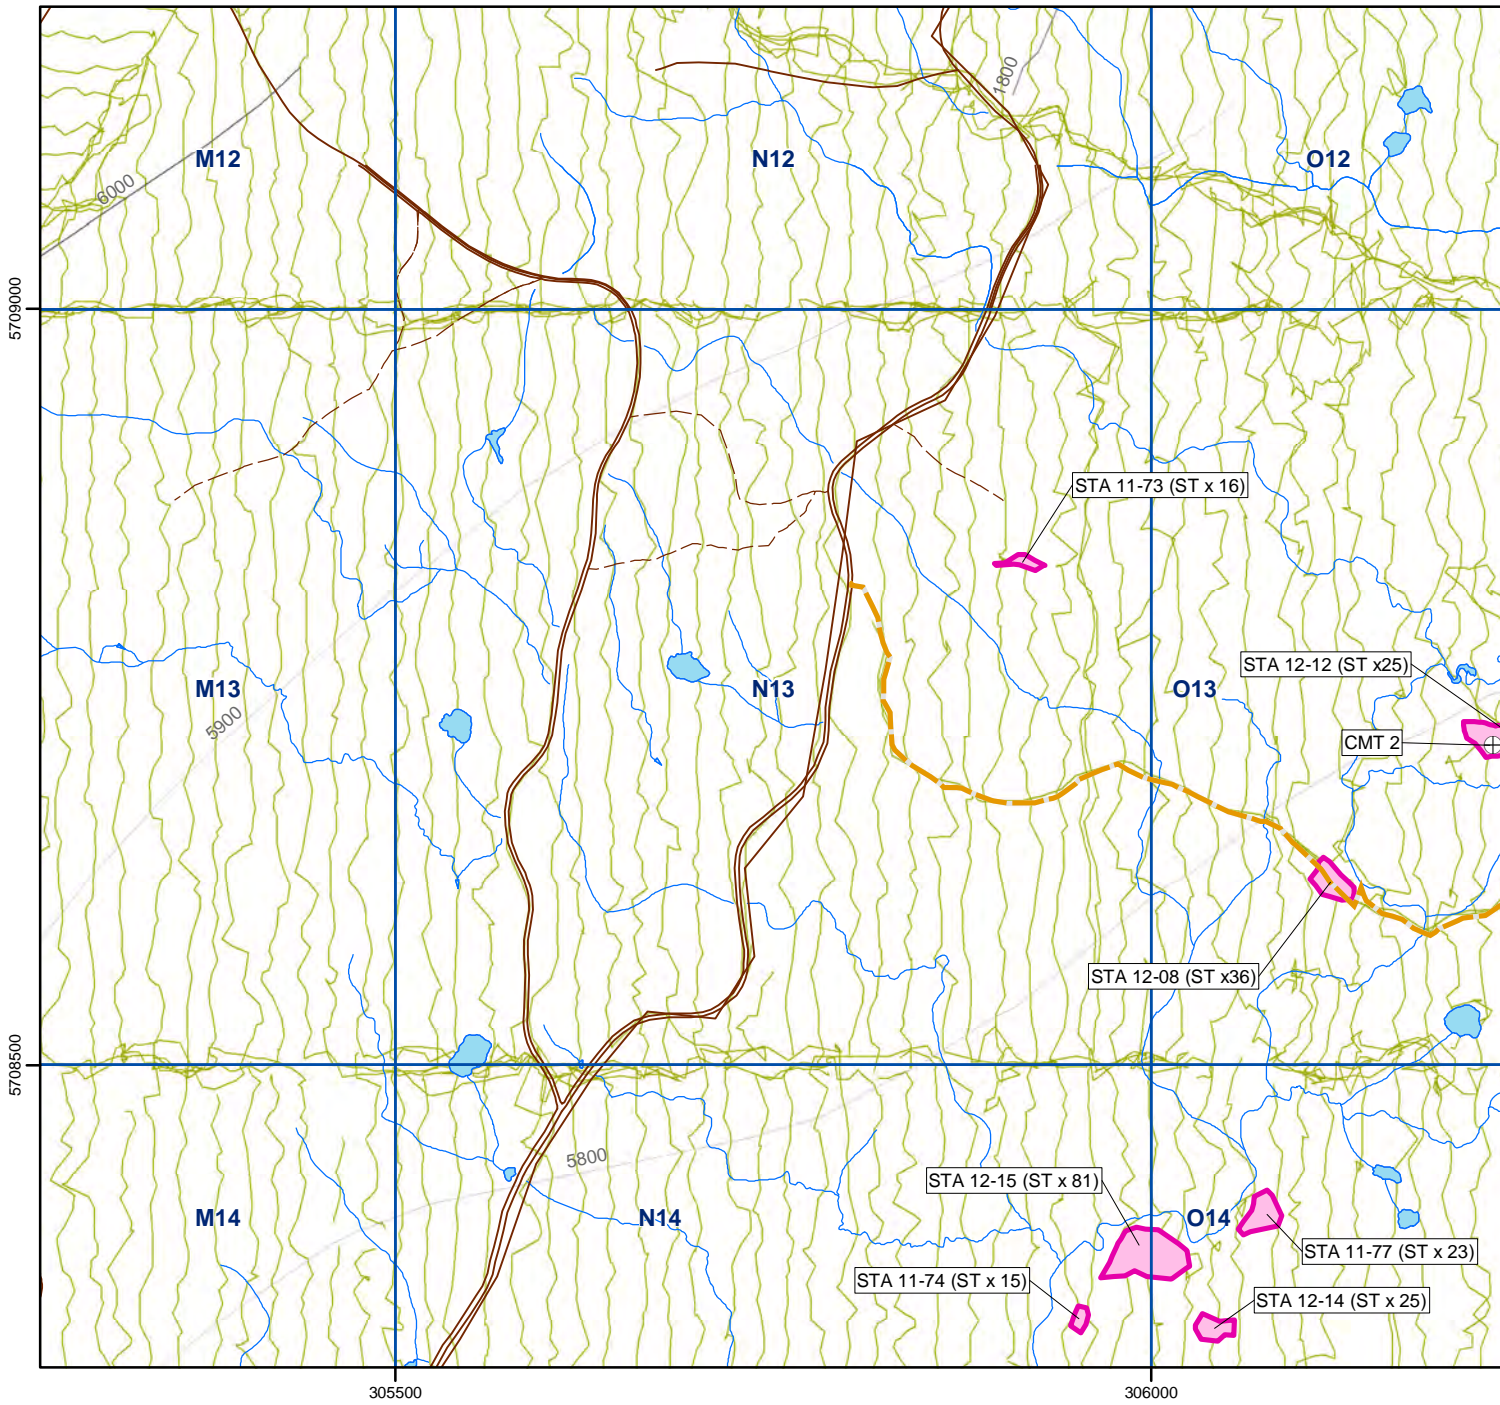 1800
M12
N12
O12
6000
5709000
STA 11-73 (ST x 16)
STA 12-12 (ST x25)
M13
N13
O13
5900
CMT 2
STA 12-08 (ST x36)
5708500
5800
STA 12-15 (ST x 81)
M14
N14
O14
STA 11-77 (ST x 23)
STA 11-74 (ST x 15)
STA 12-14 (ST x 25)
305500
306000